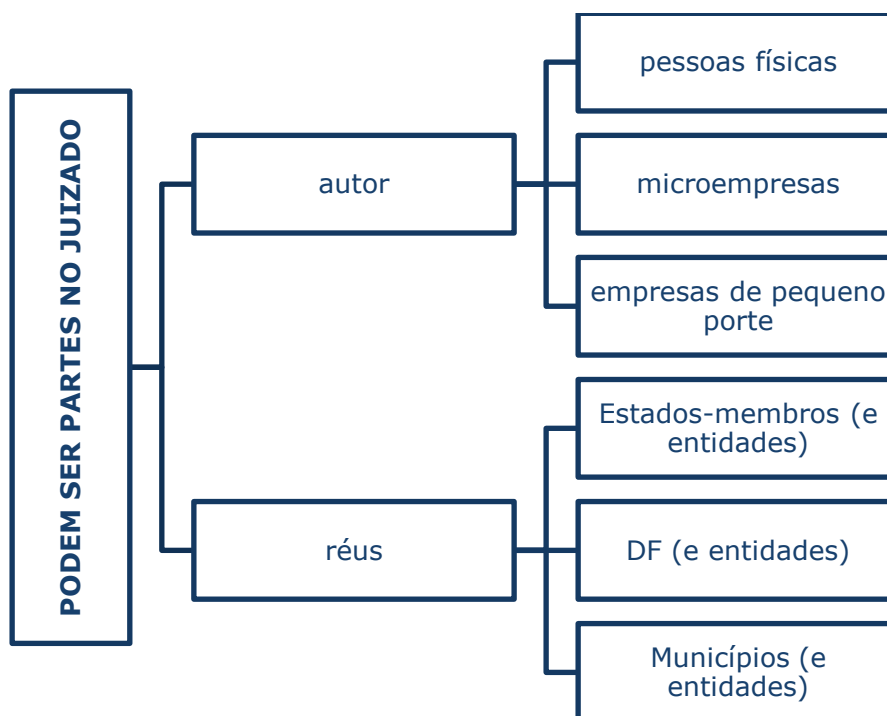 PODEM SER PARTES NO JUIZADO
autor
pessoas físicas
microempresas
empresas de pequeno
porte
réus
Estados-membros (e
entidades)
DF (e entidades)
Municípios (e
entidades)